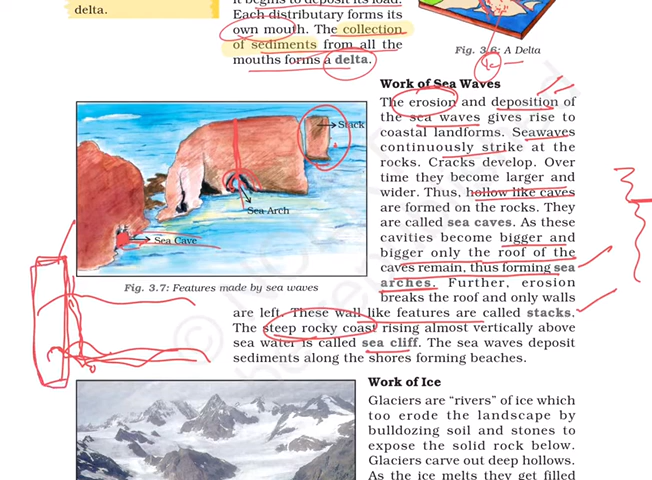 delta.
it begins to deposit its load.
Each distributary forms its
own mouth. The collection
of sediments from all the
mouths forms a delta.
Fig. 3.6: A Delta
Work of Sea Waves
The erosion and deposition of
the sea waves gives rise to
coastal landforms. Seawaves
continuously strike at the
rocks. Cracks develop. Over
time they become larger and
wider. Thus, hollow like caves
are formed on the rocks. They
are called sea caves. As these
cavities become bigger and
bigger only the roof of the
caves remain, thus forming sea
arches. Further, erosion
breaks the roof and only walls
are left. These wall like features are called stacks.
The steep rocky coast rising almost vertically above
sea water is called sea cliff. The sea waves deposit
sediments along the shores forming beaches.
Stack
Sea Arch
Sea Cave
Fig. 3.7: Features made by sea waves
Work of Ice
Glaciers are “rivers” of ice which
too erode the landscape by
bulldozing soil and stones to
expose the solid rock below.
Glaciers carve out deep hollows.
As the ice melts they get filled